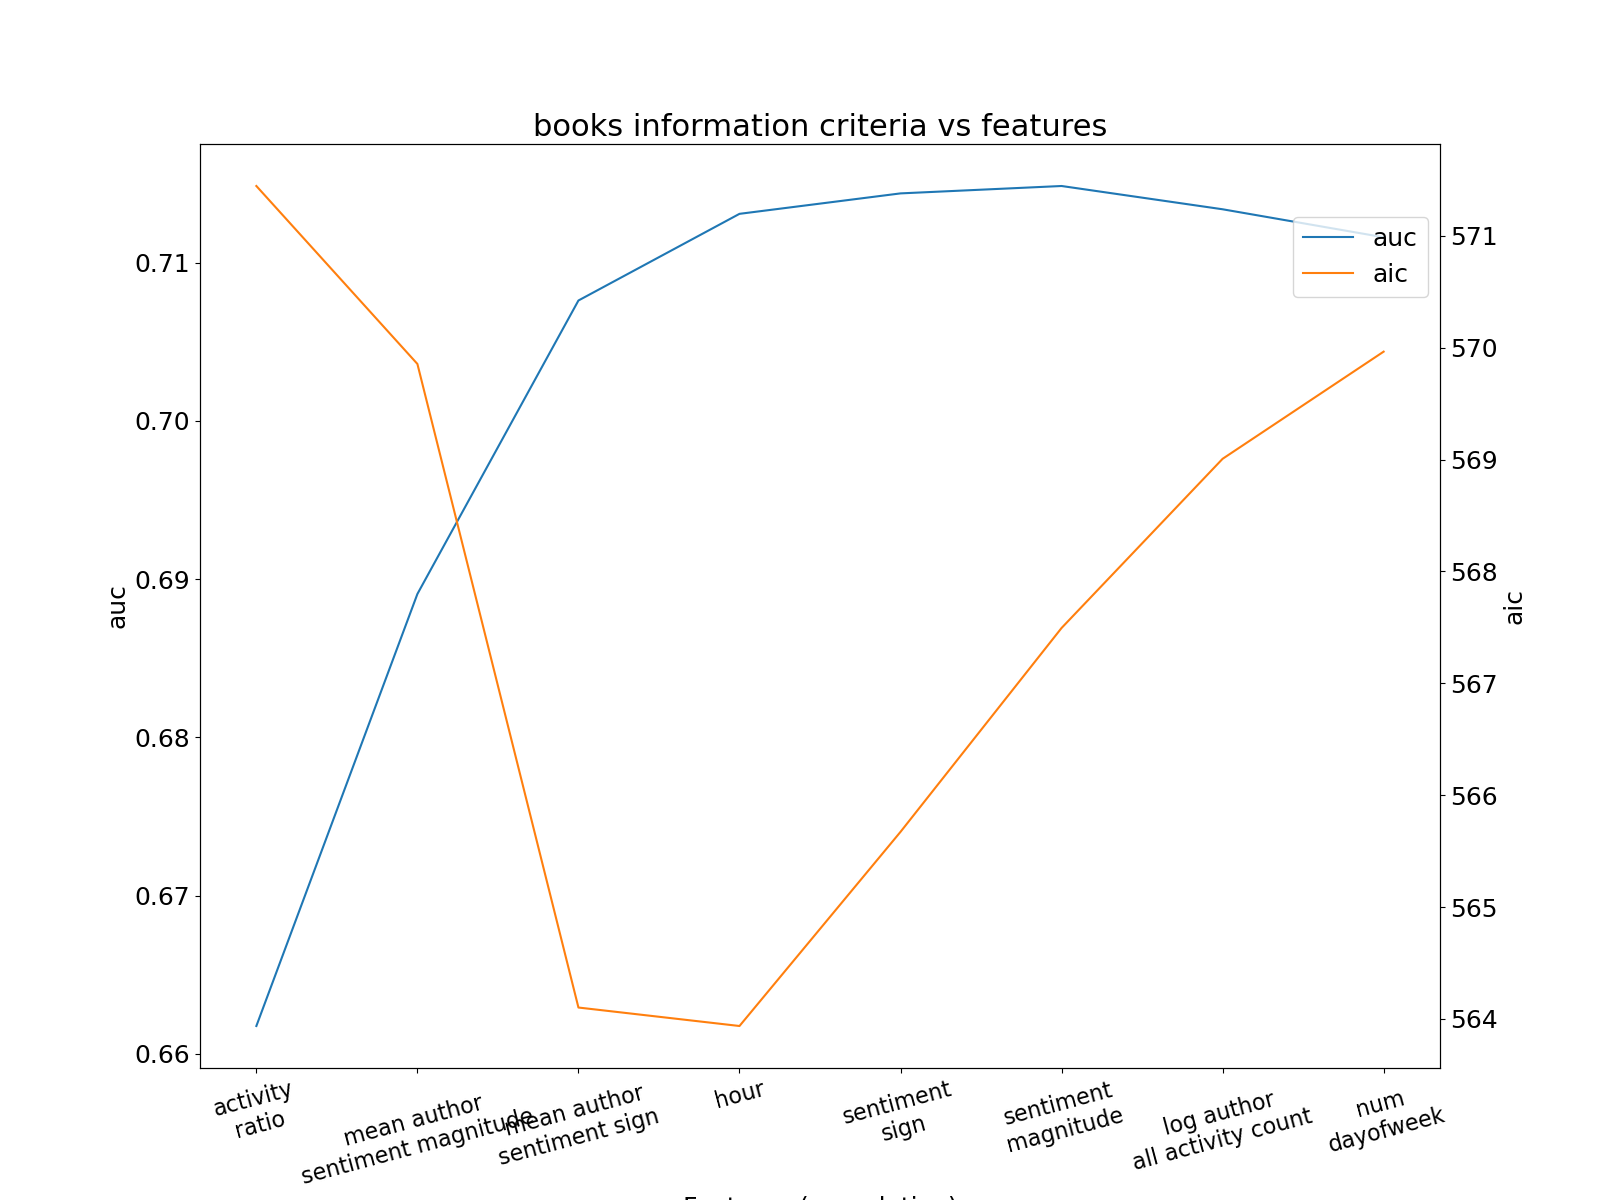 books information criteria vs features
auc
aic
0.71
0.70
0.69
0.68
0.67
0.66
auc
571
570
569
568
567
566
565
564
aic
activity
ratio
mean author
sentiment magnitude
mean author
sentiment sign
hour
sentiment
sign
sentiment
magnitude
log author
all activity count
num
dayofweek